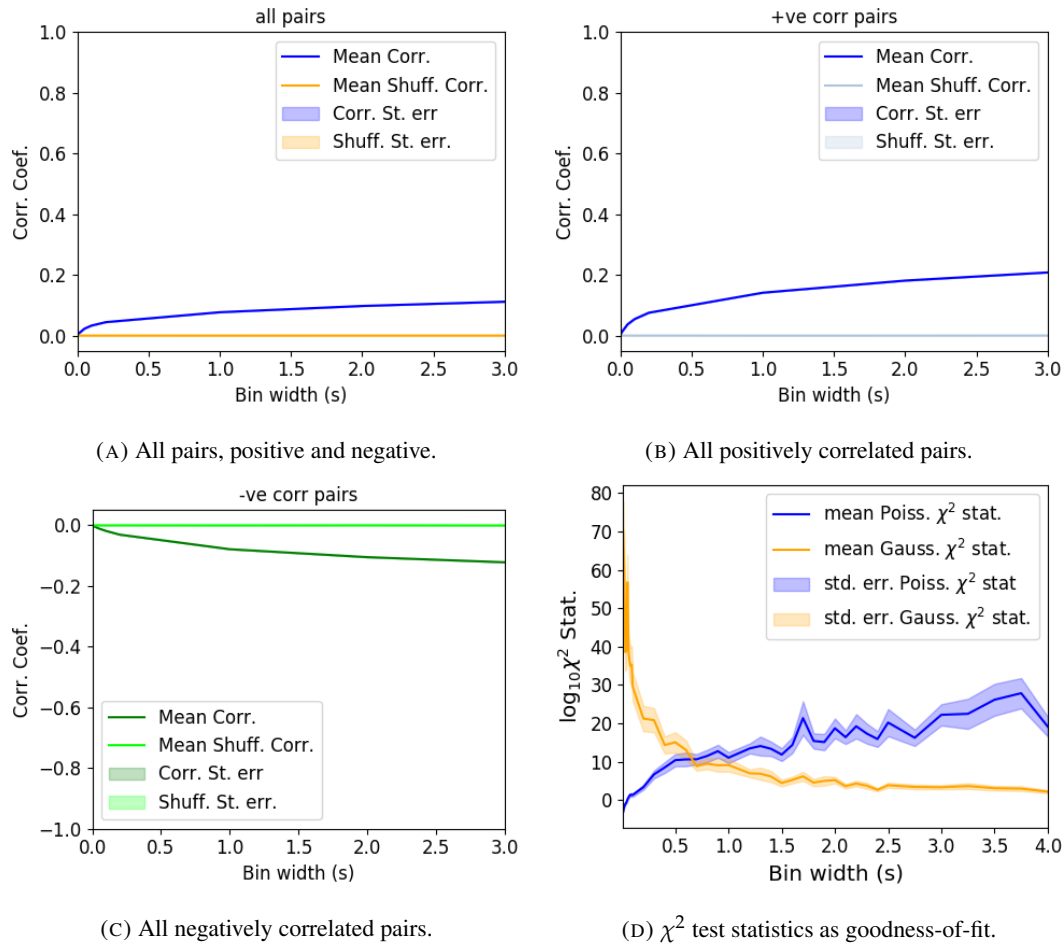 all pairs
1.0
0.8
0.6
0.4
0.2
0.0
Corr. Coef.
Mean Corr.
Mean Shuff. Corr.
Corr. St. err
Shuff. St. err.
0.0 0.5 1.0 1.5 2.0 2.5 3.0
Bin width (s)
(A) All pairs, positive and negative.
+ve corr pairs
1.0
0.8
0.6
0.4
0.2
0.0
Corr. Coef.
Mean Corr.
Mean Shuff. Corr.
Corr. St. err
Shuff. St. err.
0.0 0.5 1.0 1.5 2.0 2.5 3.0
Bin width (s)
(B) All positively correlated pairs.
-ve corr pairs
0.0
−0.2
−0.4
−0.6
−0.8
−1.0
Corr. Coef.
Mean Corr.
Mean Shuff. Corr.
Corr. St. err
Shuff. St. err.
0.0 0.5 1.0 1.5 2.0 2.5 3.0
Bin width (s)
(C) All negatively correlated pairs.
80
70
60
50
40
30
20
10
0
log₁₀χ² Stat.
mean Poiss. χ² stat.
mean Gauss. χ² stat.
std. err. Poiss. χ² stat
std. err. Gauss. χ² stat.
0.5 1.0 1.5 2.0 2.5 3.0 3.5 4.0
Bin width (s)
(D) χ² test statistics as goodness-of-fit.